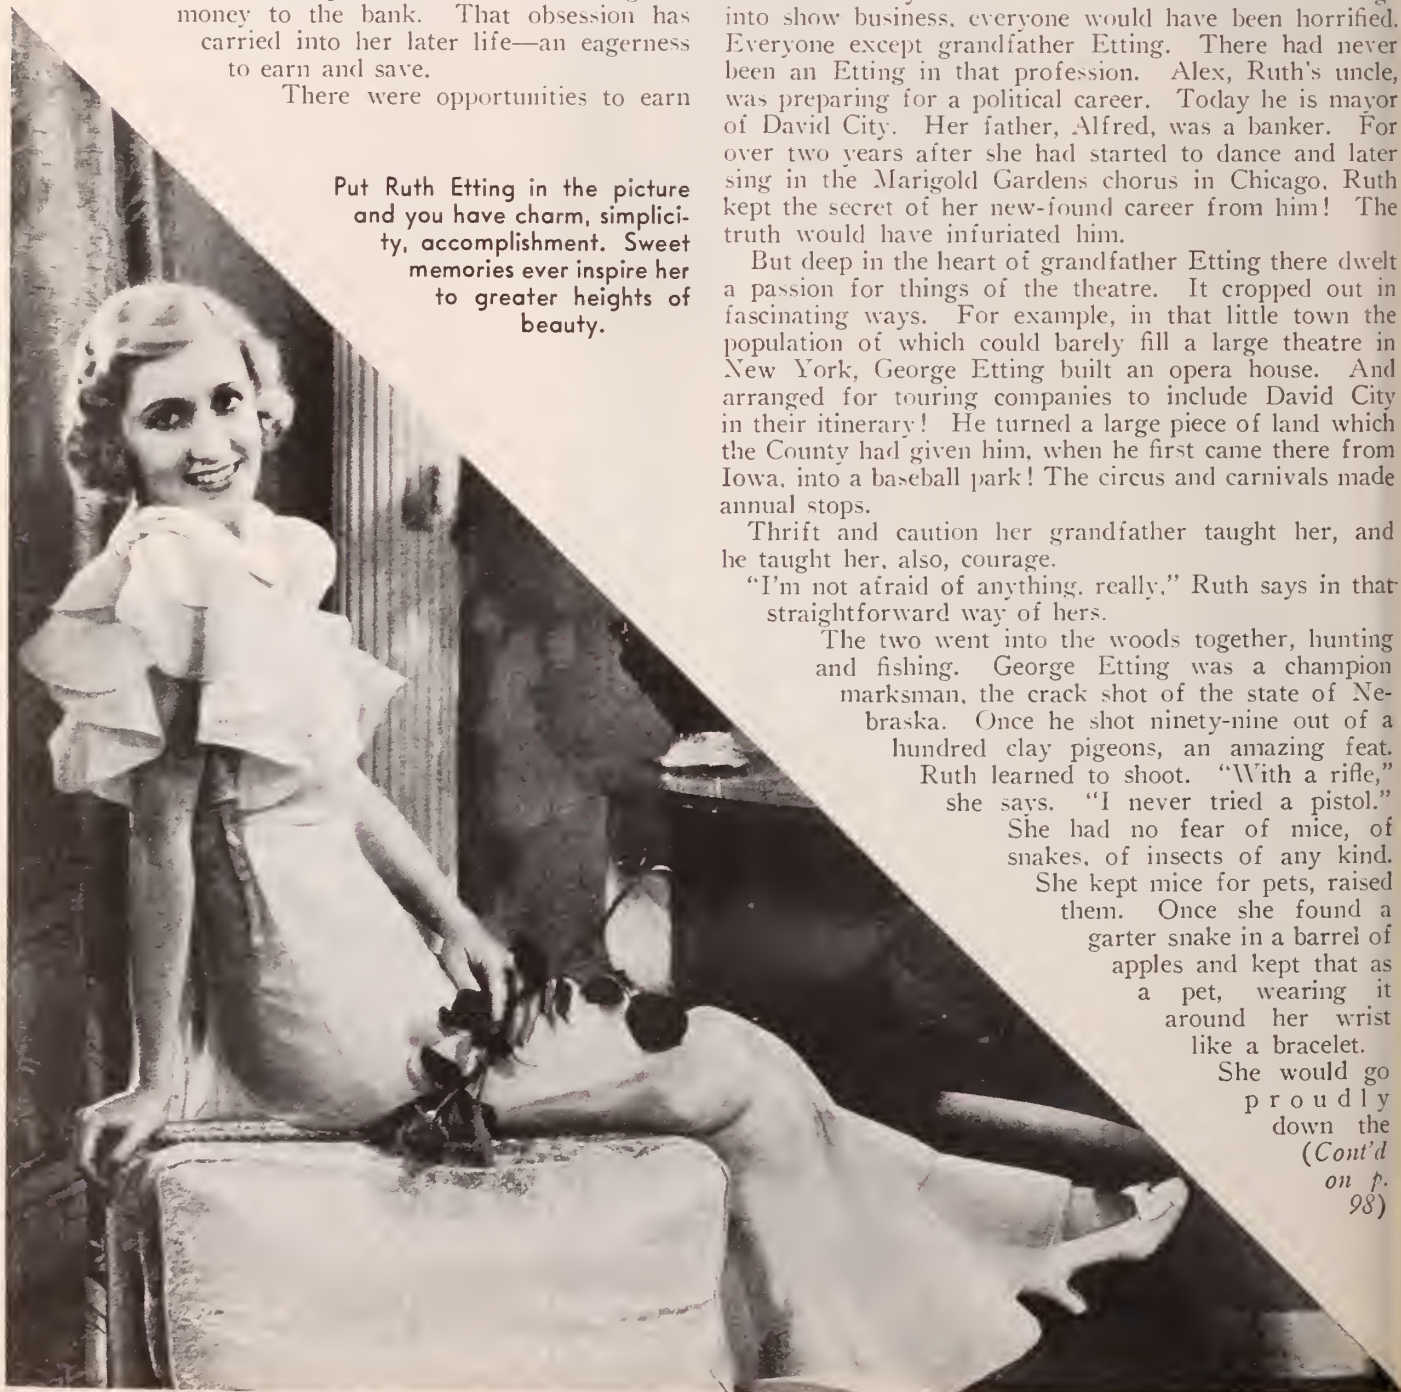 money to the bank. That obsession has
carried into her later life—an eagerness
to earn and save.
There were opportunities to earn
Put Ruth Etting in the picture
and you have charm, simplici-
ty, accomplishment. Sweet
memories ever inspire her
to greater heights of
beauty.
into show business, everyone would have been horrified.
Everyone except grandfather Etting. There had never
been an Etting in that profession. Alex, Ruth's uncle,
was preparing for a political career. Today he is mayor
of David City. Her father, Alfred, was a banker. For
over two years after she had started to dance and later
sing in the Marigold Gardens chorus in Chicago, Ruth
kept the secret of her new-found career from him! The
truth would have infuriated him.
But deep in the heart of grandfather Etting there dwelt
a passion for things of the theatre. It cropped out in
fascinating ways. For example, in that little town the
population of which could barely fill a large theatre in
New York, George Etting built an opera house. And
arranged for touring companies to include David City
in their itinerary! He turned a large piece of land which
the County had given him, when he first came there from
Iowa, into a baseball park! The circus and carnivals made
annual stops.
Thrift and caution her grandfather taught her, and
he taught her, also, courage.
"I'm not afraid of anything, really," Ruth says in that
straightforward way of hers.
The two went into the woods together, hunting
and fishing. George Etting was a champion
marksman, the crack shot of the state of Ne-
braska. Once he shot ninety-nine out of a
hundred clay pigeons, an amazing feat.
Ruth learned to shoot. "With a rifle,"
she says. "I never tried a pistol."
She had no fear of mice, of
snakes, of insects of any kind.
She kept mice for pets, raised
them. Once she found a
garter snake in a barrel of
apples and kept that as
a pet, wearing it
around her wrist
like a bracelet.
She would go
proudly
down the
(Cont'd
on p.
98)